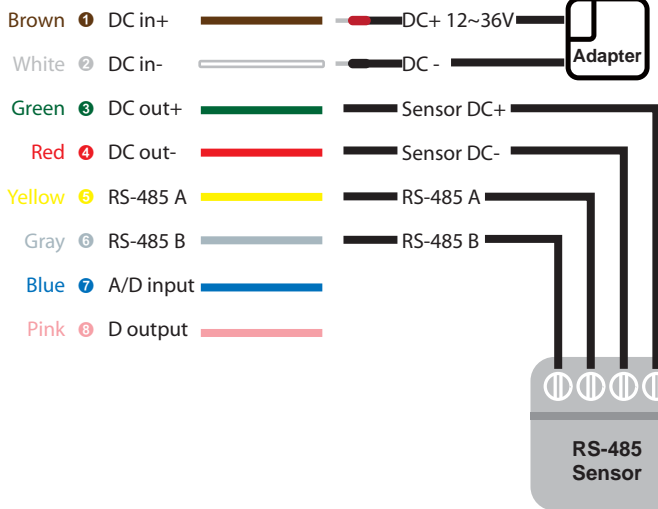 Brown 1 DC in+ DC+ 12~36V
White 2 DC in- DC -
Adapter
Green 3 DC out+ Sensor DC+
Red 4 DC out- Sensor DC-
Yellow 5 RS-485 A RS-485 A
Gray 6 RS-485 B RS-485 B
Blue 7 A/D input
Pink 8 D output
RS-485
Sensor